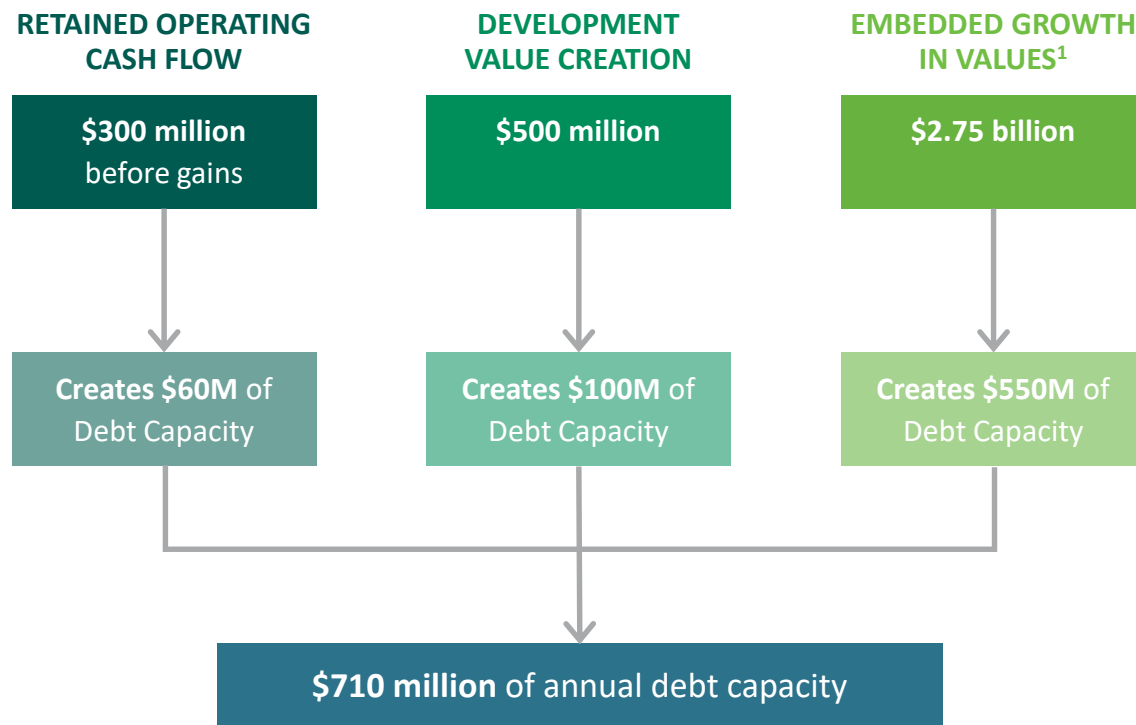 RETAINED OPERATING
CASH FLOW
$300 million
before gains
Creates $60M of
Debt Capacity
DEVELOPMENT
VALUE CREATION
$500 million
Creates $100M of
Debt Capacity
EMBEDDED GROWTH
IN VALUES¹
$2.75 billion
Creates $550M of
Debt Capacity
$710 million of annual debt capacity